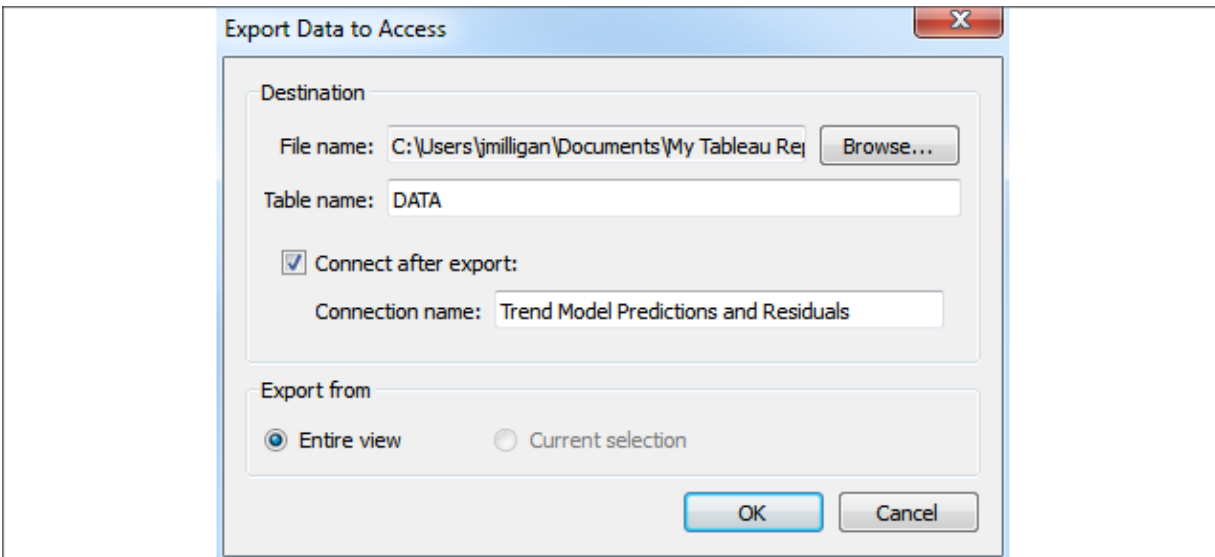 Export Data to Access
Destination
File name: C:\Users\jmilligan\Documents\My Tableau Rep Browse...
Table name: DATA
Connect after export:
Connection name: Trend Model Predictions and Residuals
Export from
Entire view Current selection
OK Cancel